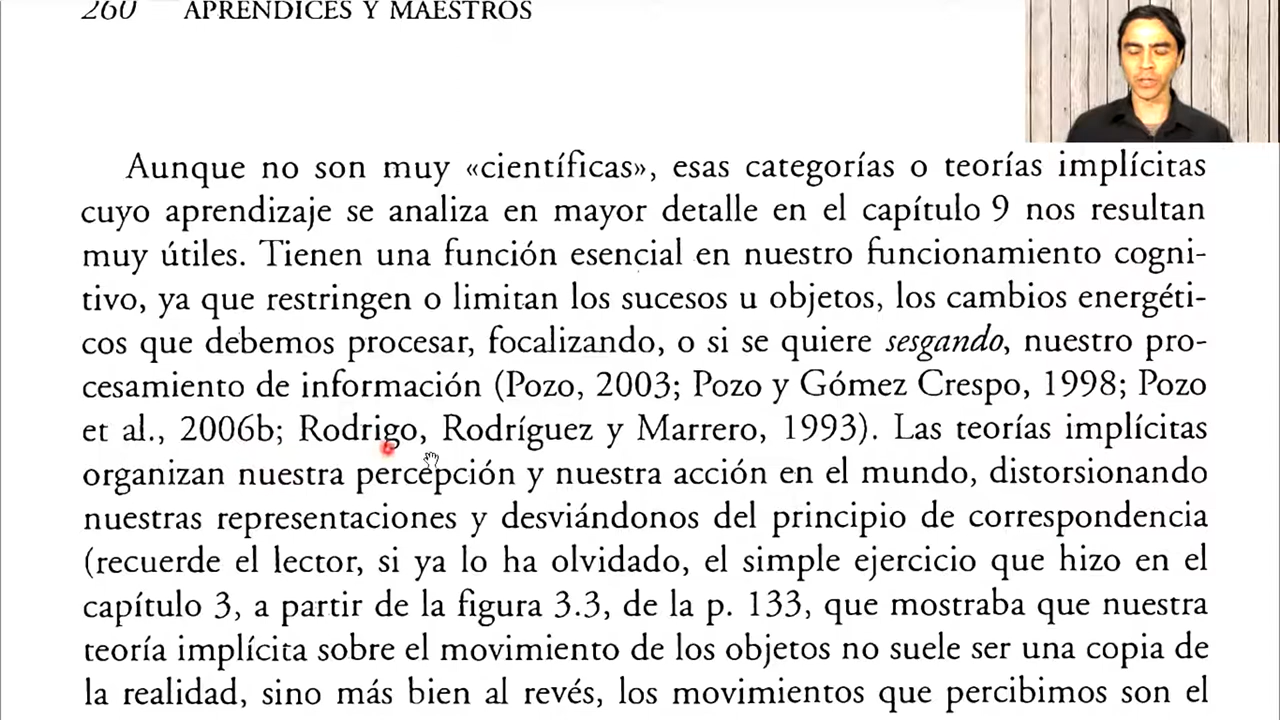 260 APRENDICES Y MAESTROS
Aunque no son muy «científicas», esas categorías o teorías implícitas
cuyo aprendizaje se analiza en mayor detalle en el capítulo 9 nos resultan
muy útiles. Tienen una función esencial en nuestro funcionamiento cogni-
tivo, ya que restringen o limitan los sucesos u objetos, los cambios energéti-
cos que debemos procesar, focalizando, o si se quiere sesgando, nuestro pro-
cesamiento de información (Pozo, 2003; Pozo y Gómez Crespo, 1998; Pozo
et al., 2006b; Rodrigo, Rodríguez y Marrero, 1993). Las teorías implícitas
organizan nuestra percepción y nuestra acción en el mundo, distorsionando
nuestras representaciones y desviándonos del principio de correspondencia
(recuerde el lector, si ya lo ha olvidado, el simple ejercicio que hizo en el
capítulo 3, a partir de la figura 3.3, de la p. 133, que mostraba que nuestra
teoría implícita sobre el movimiento de los objetos no suele ser una copia de
la realidad, sino más bien al revés, los movimientos que percibimos son el